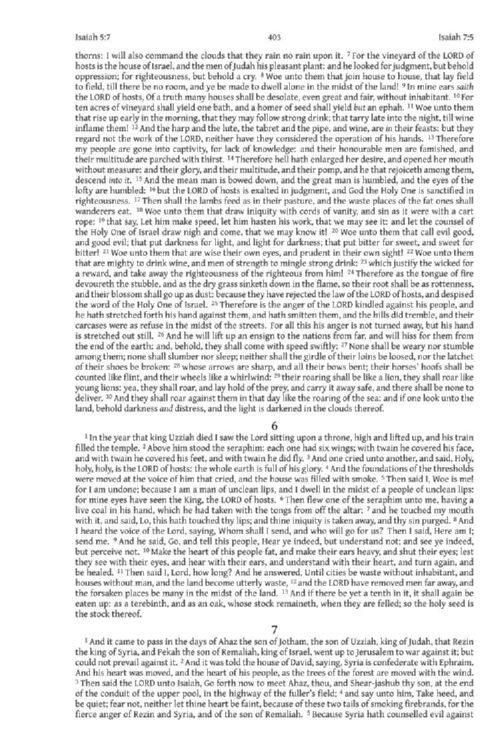 Isaiah 5:7 403 Isaiah 7:5
thorns: I will also command the clouds that they rain no rain upon it. 7 For the vineyard of the LORD of
hosts is the house of Israel, and the men of Judah his pleasant plant: and he looked for judgment, but behold
oppression; for righteousness, but behold a cry. 8 Woe unto them that join house to house, that lay field
to field, till there be no room, and ye be made to dwell alone in the midst of the land! 9 In mine ears saith
the LORD of hosts, Of a truth many houses shall be desolate, even great and fair, without inhabitant. 10 For
ten acres of vineyard shall yield one bath, and a homer of seed shall yield but an ephah. 11 Woe unto them
that rise up early in the morning, that they may follow strong drink; that tarry late into the night, till wine
inflame them! 12 And the harp and the lute, the tabret and the pipe, and wine, are in their feasts: but they
regard not the work of the LORD, neither have they considered the operation of his hands. 13 Therefore
my people are gone into captivity, for lack of knowledge: and their honourable men are famished, and
their multitude are parched with thirst. 14 Therefore hell hath enlarged her desire, and opened her mouth
without measure: and their glory, and their multitude, and their pomp, and he that rejoiceth among them,
descend into it. 15 And the mean man is bowed down, and the great man is humbled, and the eyes of the
lofty are humbled: 16 but the LORD of hosts is exalted in judgment, and God the Holy One is sanctified in
righteousness. 17 Then shall the lambs feed as in their pasture, and the waste places of the fat ones shall
wanderers eat. 18 Woe unto them that draw iniquity with cords of vanity, and sin as it were with a cart
rope: 19 that say, Let him make speed, let him hasten his work, that we may see it: and let the counsel of
the Holy One of Israel draw nigh and come, that we may know it! 20 Woe unto them that call evil good,
and good evil; that put darkness for light, and light for darkness; that put bitter for sweet, and sweet for
bitter! 21 Woe unto them that are wise in their own eyes, and prudent in their own sight! 22 Woe unto them
that are mighty to drink wine, and men of strength to mingle strong drink: 23 which justify the wicked for
a reward, and take away the righteousness of the righteous from him! 24 Therefore as the tongue of fire
devoureth the stubble, and as the dry grass sinketh down in the flame, so their root shall be as rottenness,
and their blossom shall go up as dust: because they have rejected the law of the LORD of hosts, and despised
the word of the Holy One of Israel. 25 Therefore is the anger of the LORD kindled against his people, and
he hath stretched forth his hand against them, and hath smitten them, and the hills did tremble, and their
carcases were as refuse in the midst of the streets. For all this his anger is not turned away, but his hand
is stretched out still. 26 And he will lift up an ensign to the nations from far, and will hiss for them from
the end of the earth: and, behold, they shall come with speed swiftly: 27 None shall be weary nor stumble
among them; none shall slumber nor sleep; neither shall the girdle of their loins be loosed, nor the latchet
of their shoes be broken: 28 whose arrows are sharp, and all their bows bent; their horses' hoofs shall be
counted like flint, and their wheels like a whirlwind: 29 their roaring shall be like a lion, they shall roar like
young lions: yea, they shall roar, and lay hold of the prey, and carry it away safe, and there shall be none to
deliver. 30 And they shall roar against them in that day like the roaring of the sea: and if one look unto the
land, behold darkness and distress, and the light is darkened in the clouds thereof.
6
1 In the year that king Uzziah died I saw the Lord sitting upon a throne, high and lifted up, and his train
filled the temple. 2 Above him stood the seraphim: each one had six wings; with twain he covered his face,
and with twain he covered his feet, and with twain he did fly. 3 And one cried unto another, and said, Holy,
holy, holy, is the LORD of hosts: the whole earth is full of his glory. 4 And the foundations of the thresholds
were moved at the voice of him that cried, and the house was filled with smoke. 5 Then said I, Woe is me!
for I am undone; because I am a man of unclean lips, and I dwell in the midst of a people of unclean lips:
for mine eyes have seen the King, the LORD of hosts. 6 Then flew one of the seraphim unto me, having a
live coal in his hand, which he had taken with the tongs from off the altar: 7 and he touched my mouth
with it, and said, Lo, this hath touched thy lips; and thine iniquity is taken away, and thy sin purged. 8 And
I heard the voice of the Lord, saying, Whom shall I send, and who will go for us? Then I said, Here am I;
send me. 9 And he said, Go, and tell this people, Hear ye indeed, but understand not; and see ye indeed,
but perceive not. 10 Make the heart of this people fat, and make their ears heavy, and shut their eyes; lest
they see with their eyes, and hear with their ears, and understand with their heart, and turn again, and
be healed. 11 Then said I, Lord, how long? And he answered, Until cities be waste without inhabitant, and
houses without man, and the land become utterly waste, 12 and the LORD have removed men far away, and
the forsaken places be many in the midst of the land. 13 And if there be yet a tenth in it, it shall again be
eaten up: as a terebinth, and as an oak, whose stock remaineth, when they are felled; so the holy seed is
the stock thereof.
7
1 And it came to pass in the days of Ahaz the son of Jotham, the son of Uzziah, king of Judah, that Rezin
the king of Syria, and Pekah the son of Remaliah, king of Israel, went up to Jerusalem to war against it; but
could not prevail against it. 2 And it was told the house of David, saying, Syria is confederate with Ephraim.
And his heart was moved, and the heart of his people, as the trees of the forest are moved with the wind.
3 Then said the LORD unto Isaiah, Go forth now to meet Ahaz, thou, and Shear-jashub thy son, at the end
of the conduit of the upper pool, in the highway of the fuller's field; 4 and say unto him, Take heed, and
be quiet; fear not, neither let thine heart be faint, because of these two tails of smoking firebrands, for the
fierce anger of Rezin and Syria, and of the son of Remaliah. 5 Because Syria hath counselled evil against